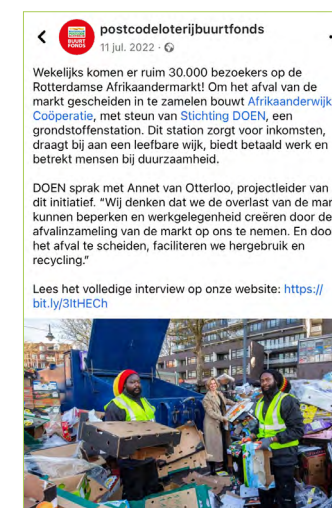 postcodeloterijbuurtfonds
BUURT
FONDS
11 jul. 2022 ·
Wekelijks komen er ruim 30.000 bezoekers op de
Rotterdamse Afrikaandermarkt! Om het afval van de
markt gescheiden in te zamelen bouwt Afrikaanderwijk
Coöperatie, met steun van Stichting DOEN, een
grondstoffenstation. Dit station zorgt voor inkomsten,
draagt bij aan een leefbare wijk, biedt betaald werk en
betrekt mensen bij duurzaamheid.
DOEN sprak met Annet van Otterloo, projectleider van
dit initiatief. “Wij denken dat we de overlast van de mar
kunnen beperken en werkgelegenheid creëren door de
afvalinzameling van de markt op ons te nemen. En doo
het afval te scheiden, faciliteren we hergebruik en
recycling.”
Lees het volledige interview op onze website: https://
bit.ly/3ItHECh